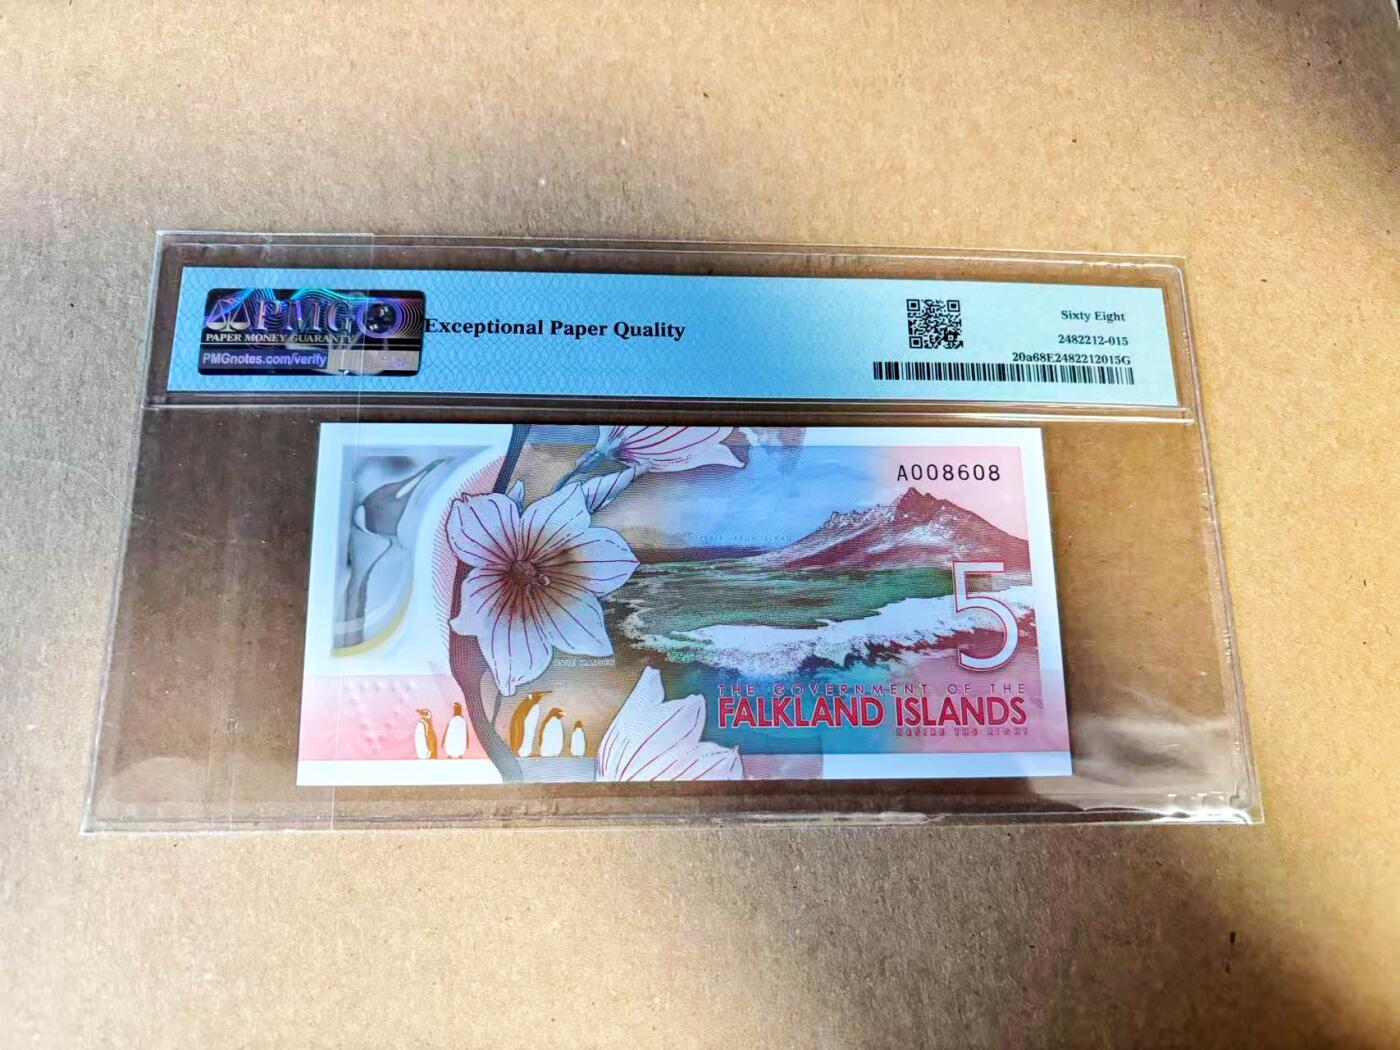 PMG
PAPER MONEY GUARANTY
PMGnotes.com/verify
Exceptional Paper Quality
Sixty Eight
2482212-015
20a68E2482212015G
A008608
5
THE GOVERNMENT OF THE
FALKLAND ISLANDS
DESIRE THE RIGHT